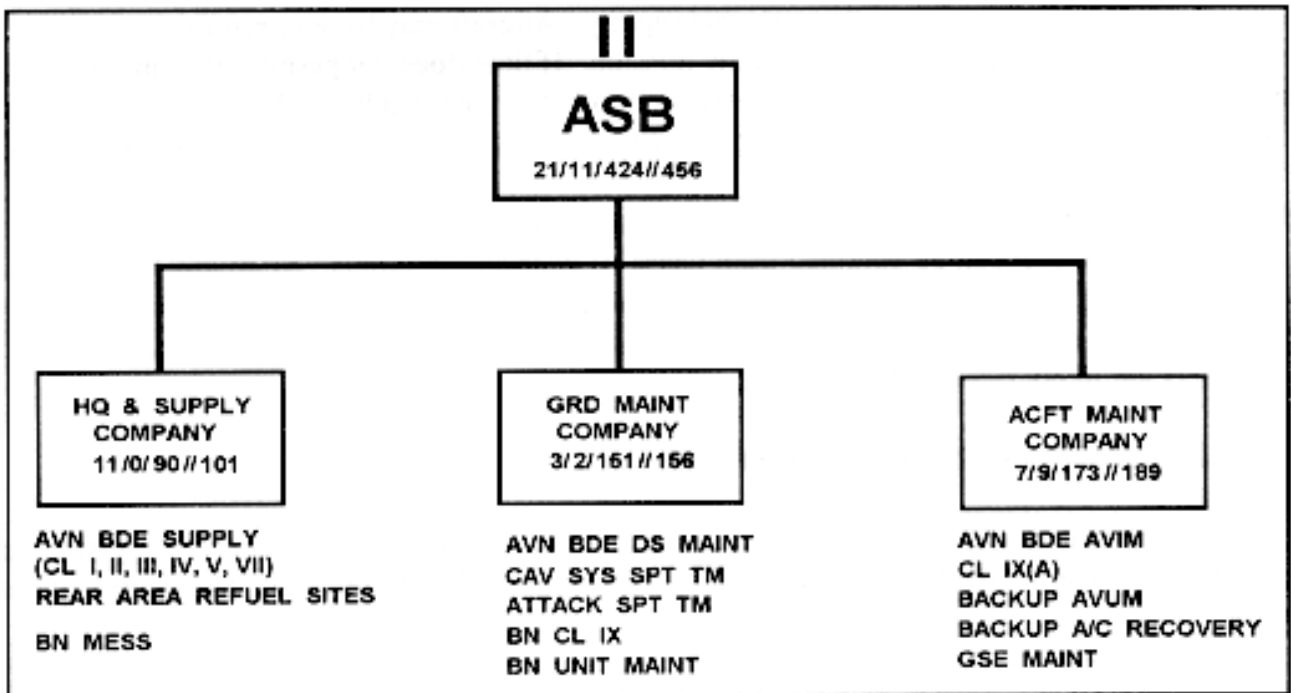 ASB
21/11/424//456
HQ & SUPPLY
COMPANY
11/0/90//101
AVN BDE SUPPLY
(CL I, II, III, IV, V, VII)
REAR AREA REFUEL SITES
BN MESS
GRD MAINT
COMPANY
3/2/161//166
AVN BDE DS MAINT
CAV SYS SPT TM
ATTACK SPT TM
BN CL IX
BN UNIT MAINT
ACFT MAINT
COMPANY
7/9/173//189
AVN BDE AVIM
CL IX(A)
BACKUP AVUM
BACKUP A/C RECOVERY
GSE MAINT